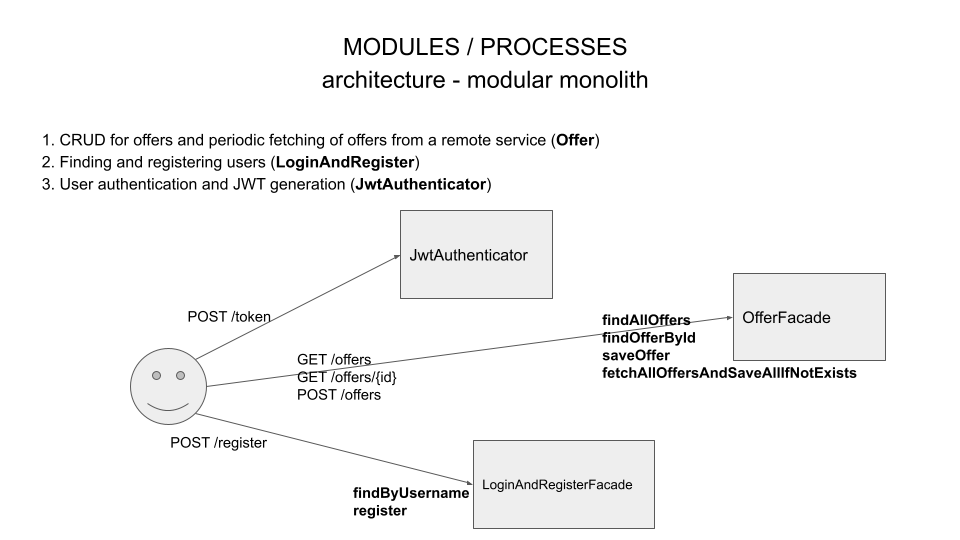 MODULES / PROCESSES
architecture - modular monolith
1. CRUD for offers and periodic fetching of offers from a remote service (Offer)
2. Finding and registering users (LoginAndRegister)
3. User authentication and JWT generation (JwtAuthenticator)
JwtAuthenticator
POST /token
findAllOffers
findOfferById
saveOffer
fetchAllOffersAndSaveAllIfNotExists
OfferFacade
GET /offers
GET /offers/{id}
POST /offers
POST /register
findByUsername
register
LoginAndRegisterFacade